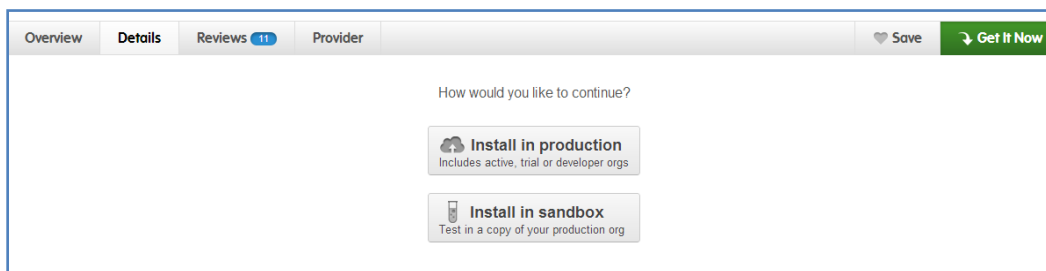 Overview Details Reviews 11 Provider Save Get It Now
How would you like to continue?
Install in production
Includes active, trial or developer orgs
Install in sandbox
Test in a copy of your production org